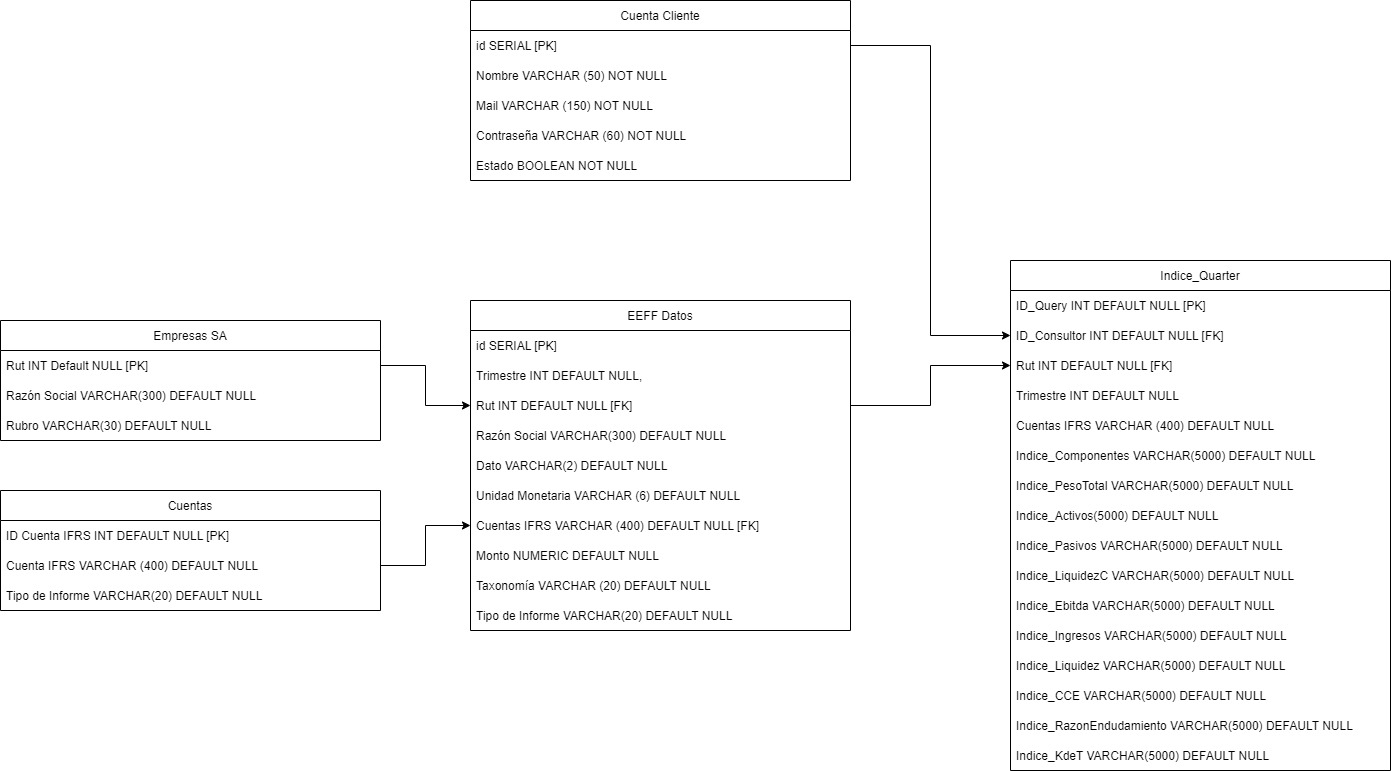 Cuenta Cliente
id SERIAL [PK]
Nombre VARCHAR (50) NOT NULL
Mail VARCHAR (150) NOT NULL
Contraseña VARCHAR (60) NOT NULL
Estado BOOLEAN NOT NULL
Empresas SA
Rut INT Default NULL [PK]
Razón Social VARCHAR(300) DEFAULT NULL
Rubro VARCHAR(30) DEFAULT NULL
Cuentas
ID Cuenta IFRS INT DEFAULT NULL [PK]
Cuenta IFRS VARCHAR (400) DEFAULT NULL
Tipo de Informe VARCHAR(20) DEFAULT NULL
EEFF Datos
id SERIAL [PK]
Trimestre INT DEFAULT NULL,
Rut INT DEFAULT NULL [FK]
Razón Social VARCHAR(300) DEFAULT NULL
Dato VARCHAR(2) DEFAULT NULL
Unidad Monetaria VARCHAR (6) DEFAULT NULL
Cuentas IFRS VARCHAR (400) DEFAULT NULL [FK]
Monto NUMERIC DEFAULT NULL
Taxonomía VARCHAR (20) DEFAULT NULL
Tipo de Informe VARCHAR(20) DEFAULT NULL
Indice_Quarter
ID_Query INT DEFAULT NULL [PK]
ID_Consultor INT DEFAULT NULL [FK]
Rut INT DEFAULT NULL [FK]
Trimestre INT DEFAULT NULL
Cuentas IFRS VARCHAR (400) DEFAULT NULL
Indice_Componentes VARCHAR(5000) DEFAULT NULL
Indice_PesoTotal VARCHAR(5000) DEFAULT NULL
Indice_Activos(5000) DEFAULT NULL
Indice_Pasivos VARCHAR(5000) DEFAULT NULL
Indice_LiquidezC VARCHAR(5000) DEFAULT NULL
Indice_Ebitda VARCHAR(5000) DEFAULT NULL
Indice_Ingresos VARCHAR(5000) DEFAULT NULL
Indice_Liquidez VARCHAR(5000) DEFAULT NULL
Indice_CCE VARCHAR(5000) DEFAULT NULL
Indice_RazonEndudamiento VARCHAR(5000) DEFAULT NULL
Indice_KdeT VARCHAR(5000) DEFAULT NULL